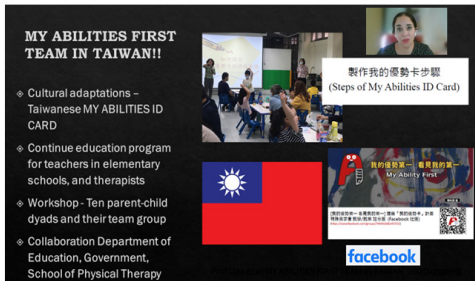 MY ABILITIES FIRST
TEAM IN TAIWAN!!
Cultural adaptations –
Taiwanese MY ABILITIES ID
CARD
Continue education program
for teachers in elementary
schools, and therapists
Workshop - Ten parent-child
dyads and their team group
Collaboration Department of
Education, Government,
School of Physical Therapy
製作我的優勢卡步驟
(Steps of My Abilities ID Card)
我的優勢第一 看見我的第一
My Ability First
facebook